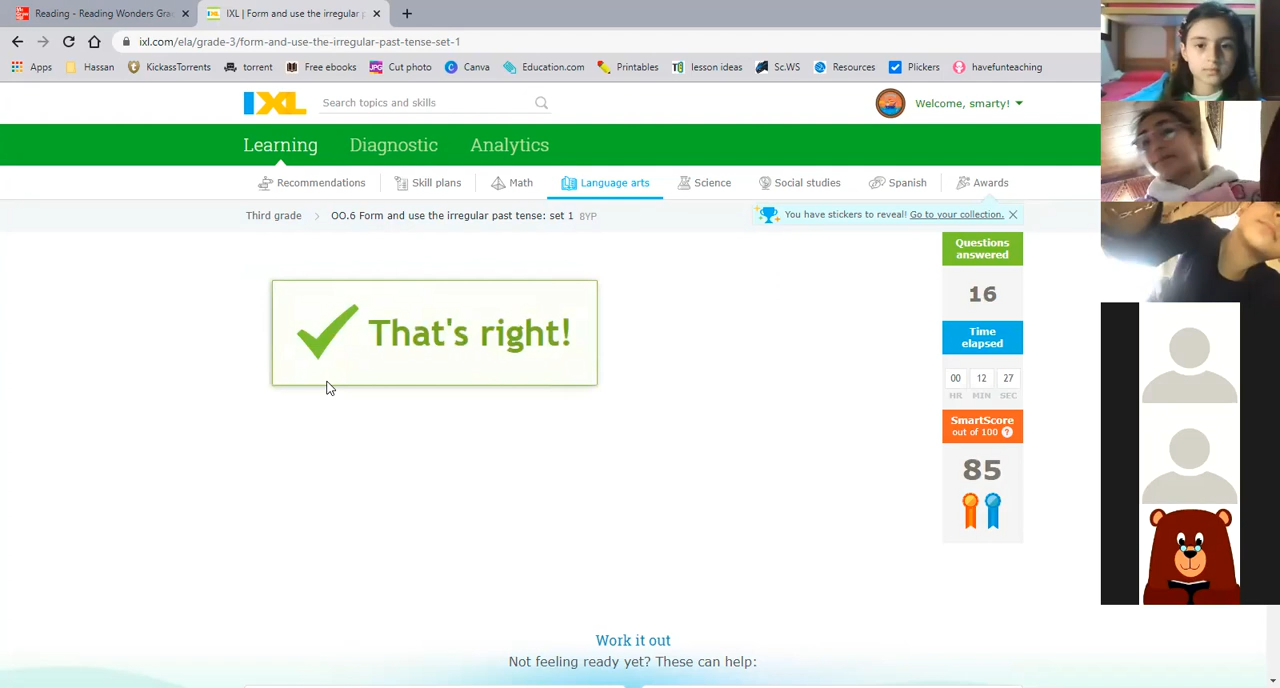 Reading - Reading Wonders Gra
IXL | Form and use the irregular p
ixl.com/ela/grade-3/form-and-use-the-irregular-past-tense-set-1
Apps Hassan KickassTorrents torrent Free ebooks Cut photo Canva Education.com Printables lesson ideas Sc.WS Resources Plickers havefunteaching
IXL Search topics and skills Welcome, smarty!
Learning Diagnostic Analytics
Recommendations Skill plans Math Language arts Science Social studies Spanish Awards
Third grade OO.6 Form and use the irregular past tense: set 1 8YP
You have stickers to reveal! Go to your collection.
Questions
answered
16
Time
elapsed
00 12 27
HR MIN SEC
SmartScore
out of 100 ?
85
That's right!
Work it out
Not feeling ready yet? These can help: